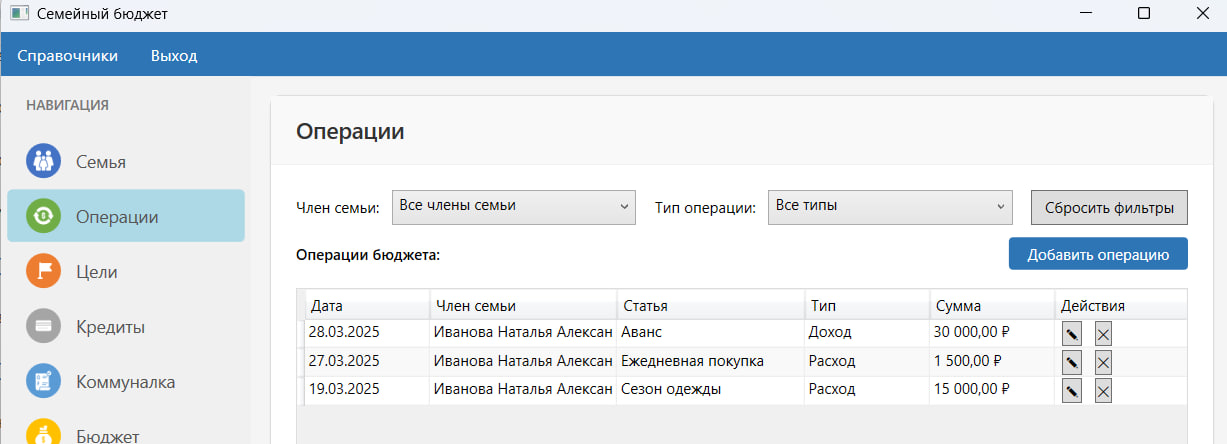 Семейный бюджет
Справочники Выход
НАВИГАЦИЯ
Семья
Операции
Цели
Кредиты
Коммуналка
Бюджет
Операции
Член семьи: Все члены семьи Тип операции: Все типы Сбросить фильтры
Операции бюджета: Добавить операцию
Дата Член семьи Статья Тип Сумма Действия
28.03.2025 Иванова Наталья Алексан Аванс Доход 30 000,00 ₽
27.03.2025 Иванова Наталья Алексан Ежедневная покупка Расход 1 500,00 ₽
19.03.2025 Иванова Наталья Алексан Сезон одежды Расход 15 000,00 ₽